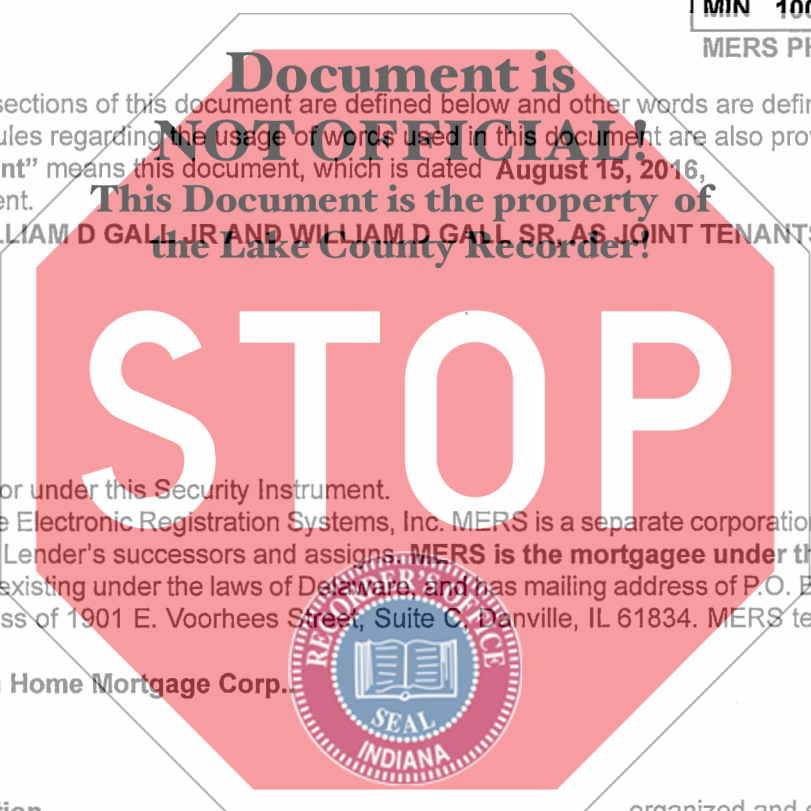 MIN 100
MERS PH
Document is
sections of this document are defined below and other words are defin
ules regarding the usage of words used in this document are also prov
NOT OFFICIAL!
nt” means this document, which is dated August 15, 2016,
ent.
This Document is the property of
LLIAM D GALL JR AND WILLIAM D GALL SR, AS JOINT TENANTS
the Lake County Recorder!
STOP
or under this Security Instrument.
e Electronic Registration Systems, Inc. MERS is a separate corporatio
Lender’s successors and assigns. MERS is the mortgagee under th
existing under the laws of Delaware, and has mailing address of P.O. B
ss of 1901 E. Voorhees Street, Suite C, Danville, IL 61834. MERS te
RECORDER'S OFFICE
SEAL
INDIANA
Home Mortgage Corp..
tion
organized and